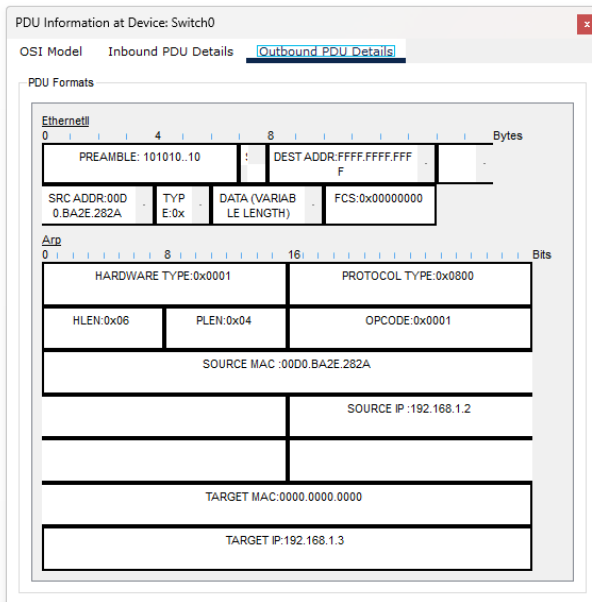 PDU Information at Device: Switch0
x
OSI Model Inbound PDU Details Outbound PDU Details
PDU Formats
EthernetII
0 4 8 Bytes
PREAMBLE: 101010..10 DEST ADDR:FFFF.FFFF.FFF
F
SRC ADDR:00D TYP DATA (VARIAB FCS:0x00000000
0.BA2E.282A E:0x LE LENGTH)
Arp
0 8 16 Bits
HARDWARE TYPE:0x0001 PROTOCOL TYPE:0x0800
HLEN:0x06 PLEN:0x04 OPCODE:0x0001
SOURCE MAC :00D0.BA2E.282A
SOURCE IP :192.168.1.2
TARGET MAC:0000.0000.0000
TARGET IP:192.168.1.3